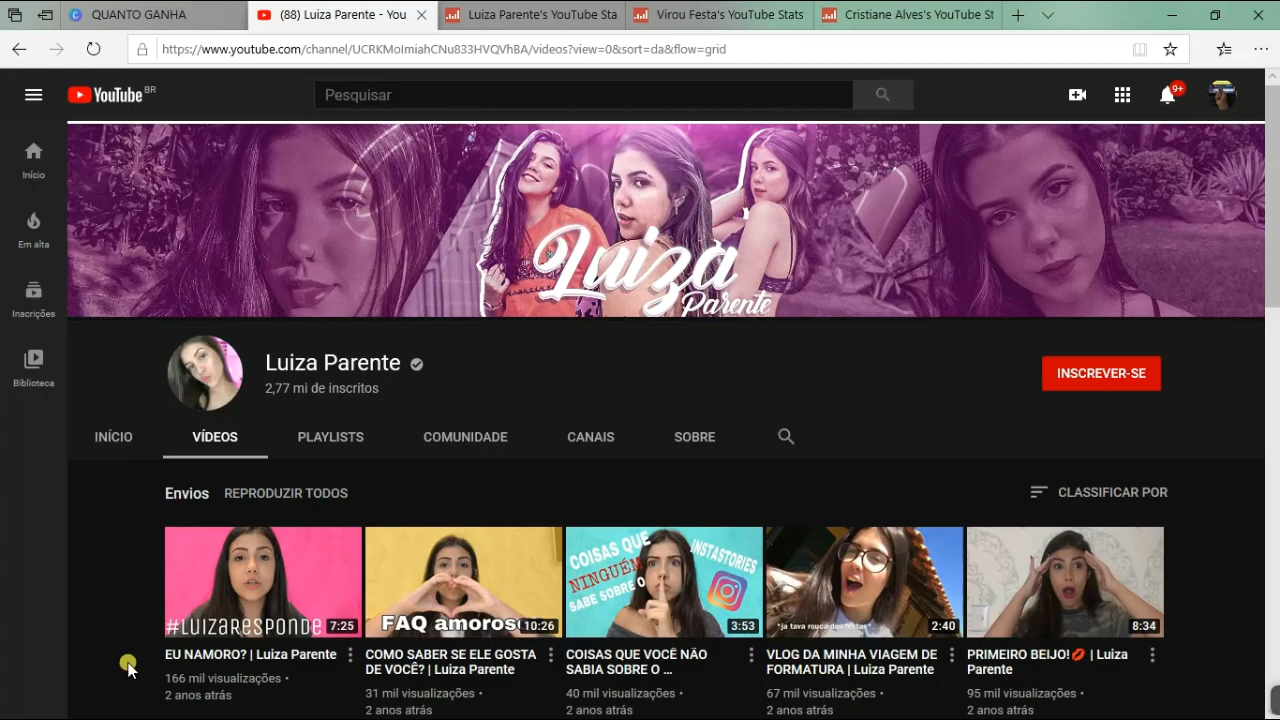 QUANTO GANHA
(88) Luiza Parente - You
Luiza Parente's YouTube Sta
Virou Festa's YouTube Stats
Cristiane Alves's YouTube St
https://www.youtube.com/channel/UCRKMoImiahCNu833HVQVhBA/videos?view=0&sort=da&flow=grid
YouTube BR
Pesquisar
9+
Início
Em alta
Inscrições
Biblioteca
Luiza
Parente
Luiza Parente
2,77 mi de inscritos
INSCREVER-SE
INÍCIO
VÍDEOS
PLAYLISTS
COMUNIDADE
CANAIS
SOBRE
Envios
REPRODUZIR TODOS
CLASSIFICAR POR
#LUIZARESPONDE
7:25
EU NAMORO? | Luiza Parente
166 mil visualizações •
2 anos atrás
FAQ amoros
10:26
COMO SABER SE ELE GOSTA
DE VOCÊ? | Luiza Parente
31 mil visualizações •
2 anos atrás
COISAS QUE
NINGUÉM
SABE SOBRE O
INSTASTORIES
3:53
COISAS QUE VOCÊ NÃO
SABIA SOBRE O ...
40 mil visualizações •
2 anos atrás
*ja tava rouca das festas*
2:40
VLOG DA MINHA VIAGEM DE
FORMATURA | Luiza Parente
67 mil visualizações •
2 anos atrás
8:34
PRIMEIRO BEIJO!💋 | Luiza
Parente
95 mil visualizações •
2 anos atrás